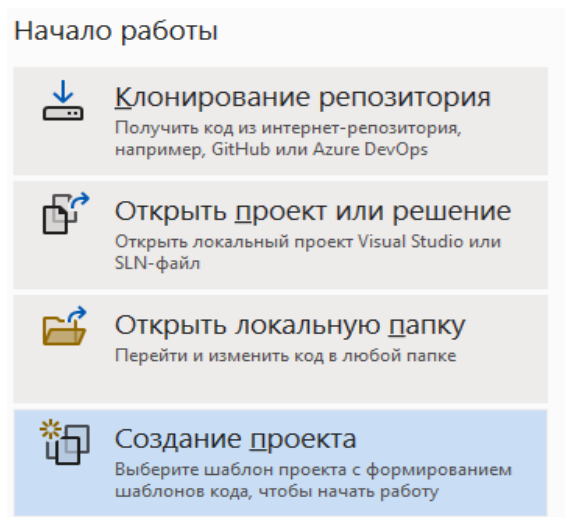 Начало работы
Клонирование репозитория
Получить код из интернет-репозитория,
например, GitHub или Azure DevOps
Открыть проект или решение
Открыть локальный проект Visual Studio или
SLN-файл
Открыть локальную папку
Перейти и изменить код в любой папке
Создание проекта
Выберите шаблон проекта с формированием
шаблонов кода, чтобы начать работу